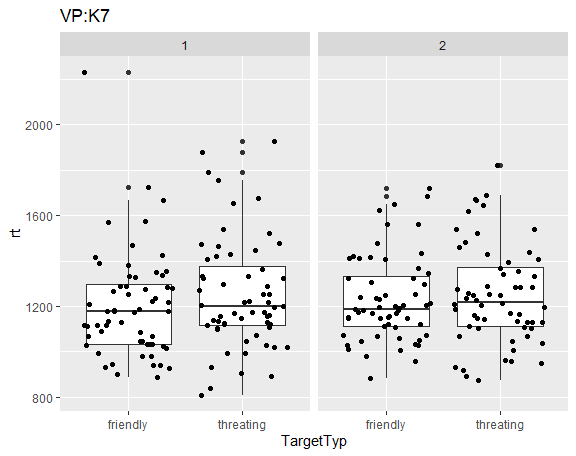 VP:K7
1 2
rt
2000
1600
1200
800
friendly threating friendly threating
TargetTyp